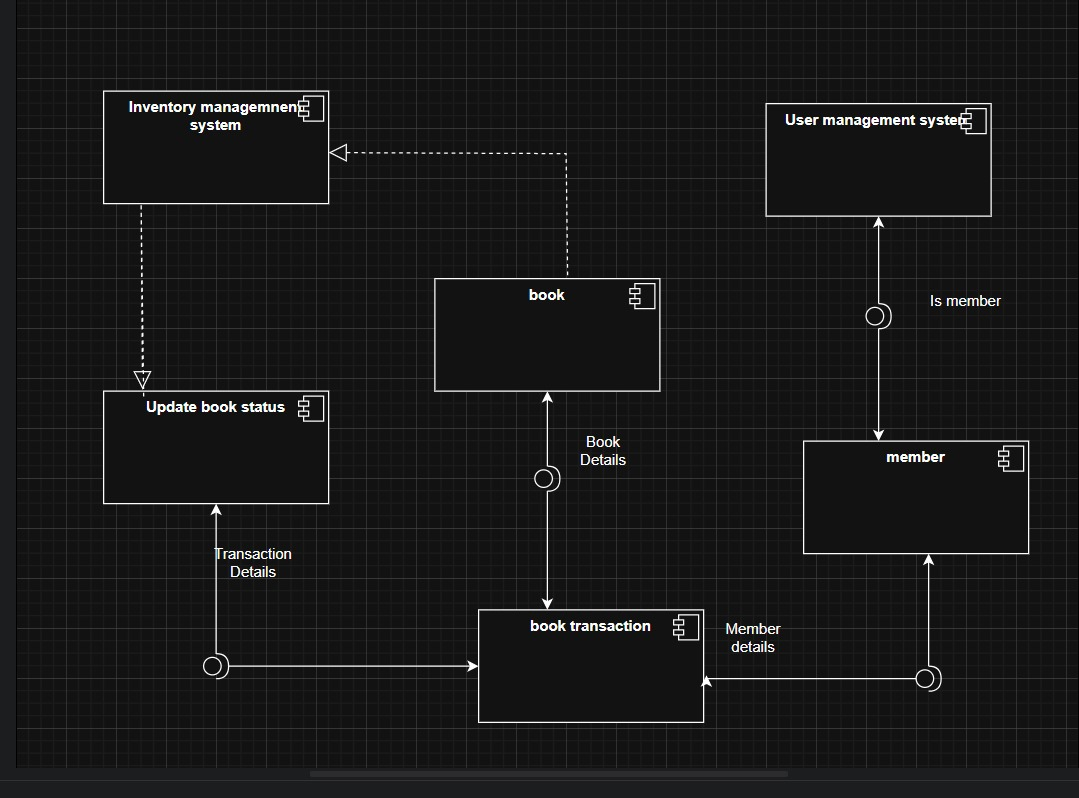 Inventory managemnent
system
User management system
book
Is member
Update book status
Book
Details
member
Transaction
Details
book transaction
Member
details